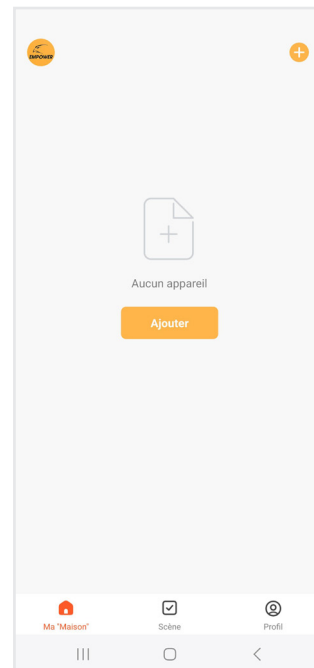 EMPOWER
Aucun appareil
Ajouter
Ma "Maison"
Scène
Profil